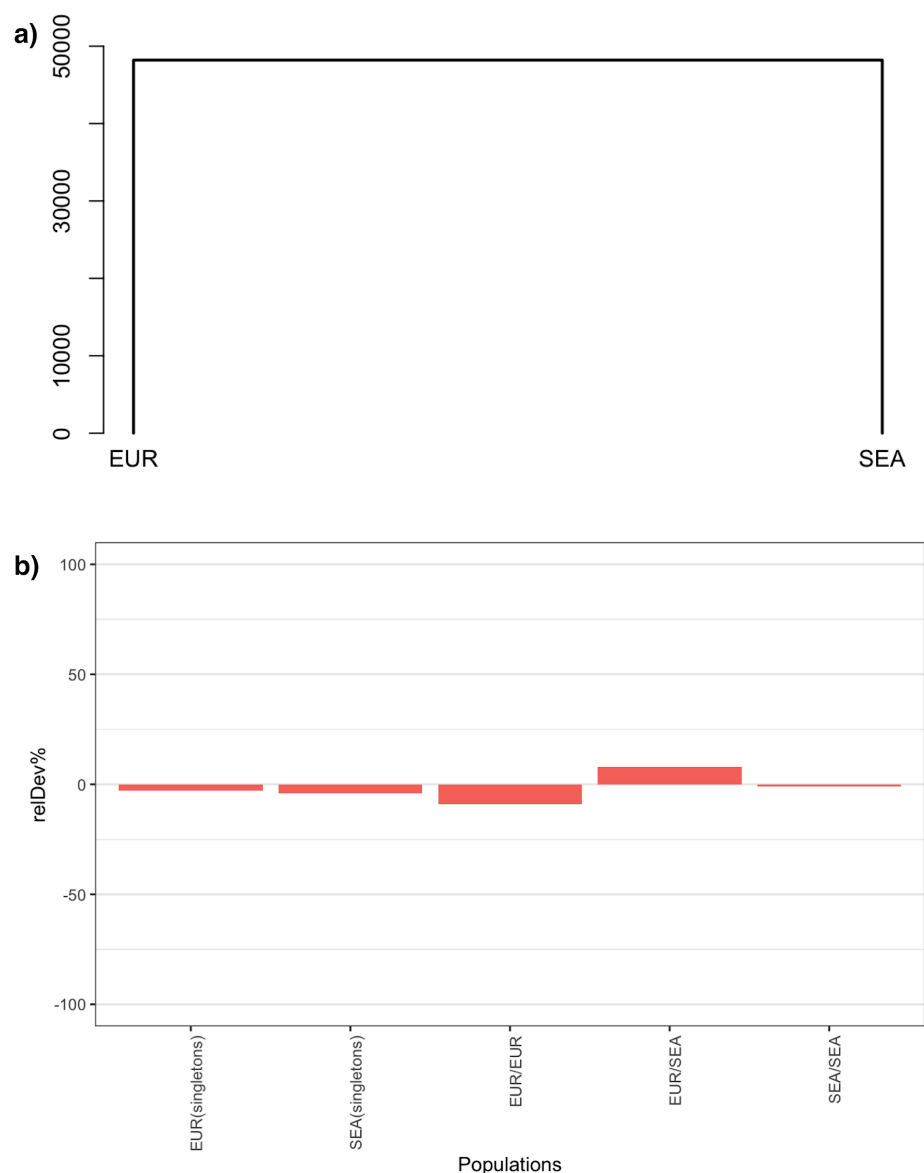 a)
50000
30000
10000
0
EUR
SEA
b)
100
50
0
-50
-100
relDev%
EUR(singletons)
SEA(singletons)
EUR/EUR
EUR/SEA
SEA/SEA
Populations